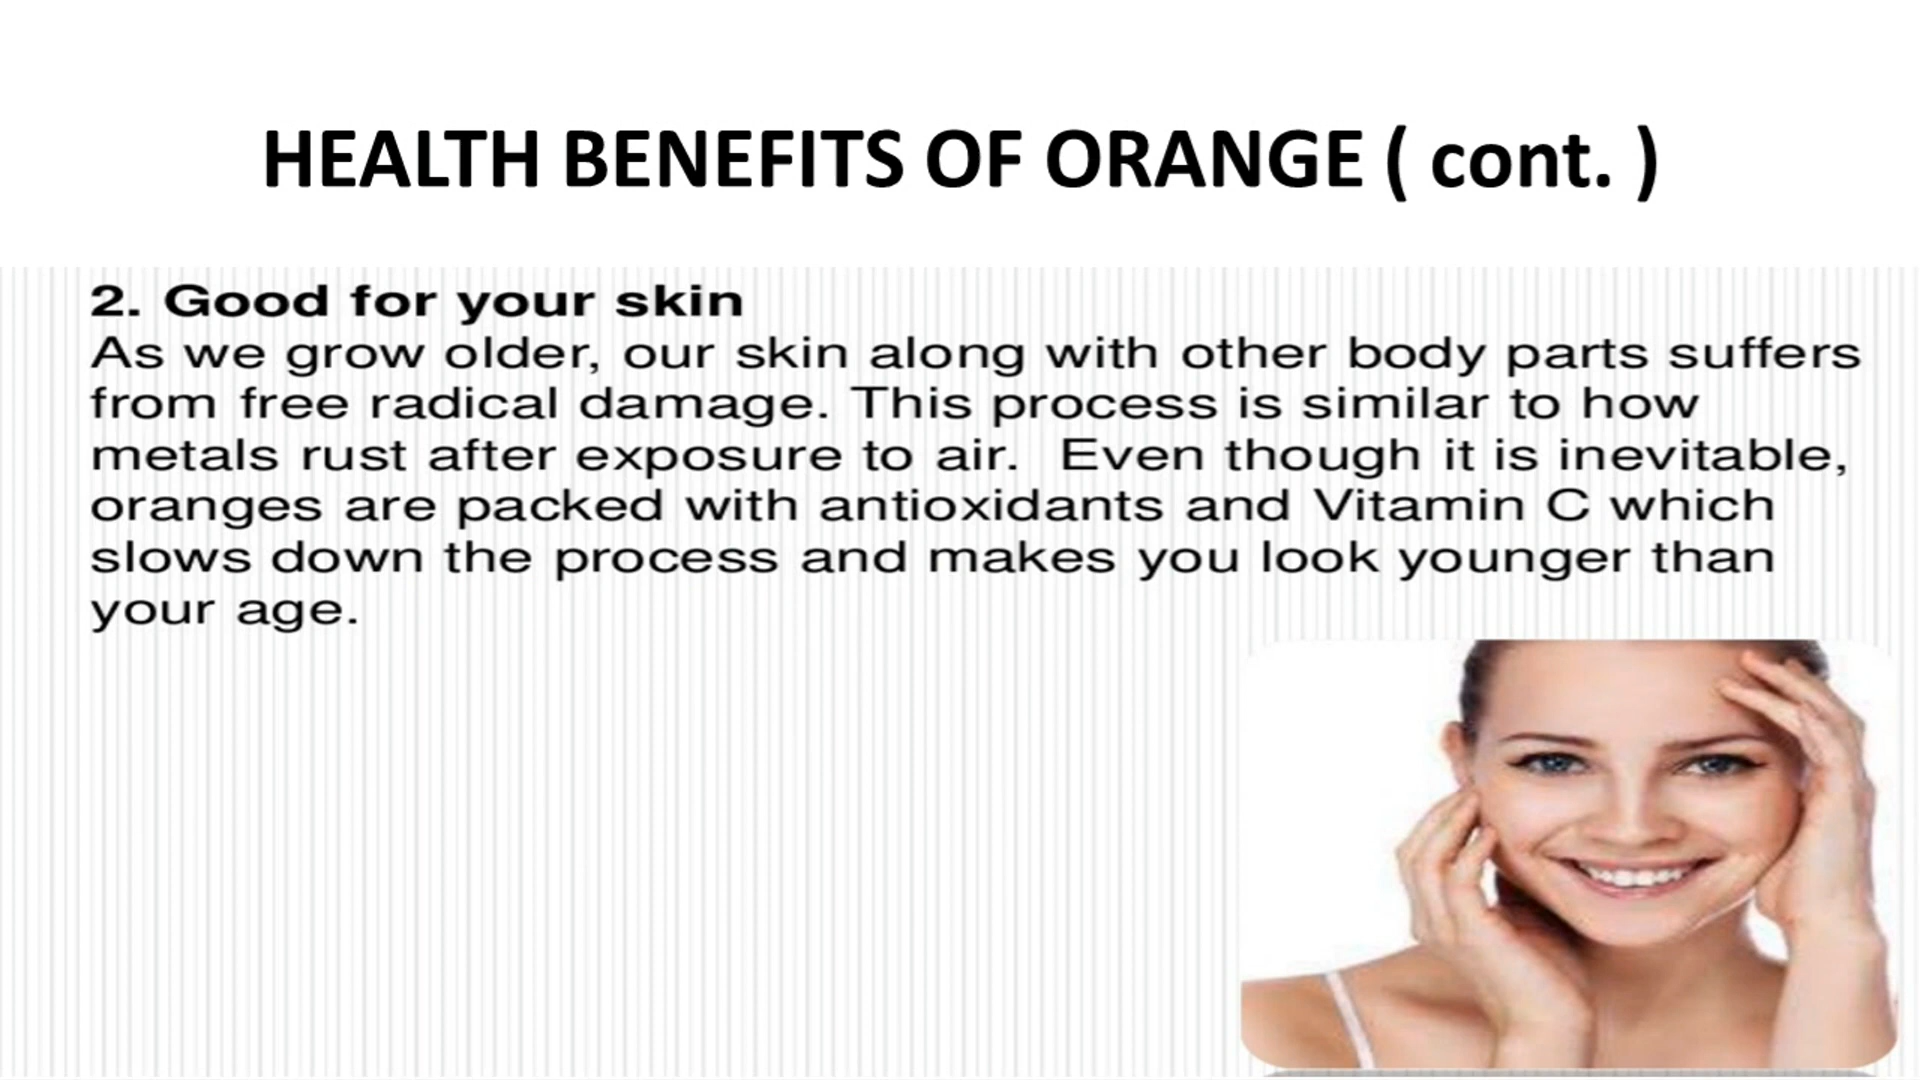 HEALTH BENEFITS OF ORANGE ( cont. )
2. Good for your skin
As we grow older, our skin along with other body parts suffers
from free radical damage. This process is similar to how
metals rust after exposure to air.  Even though it is inevitable,
oranges are packed with antioxidants and Vitamin C which
slows down the process and makes you look younger than
your age.